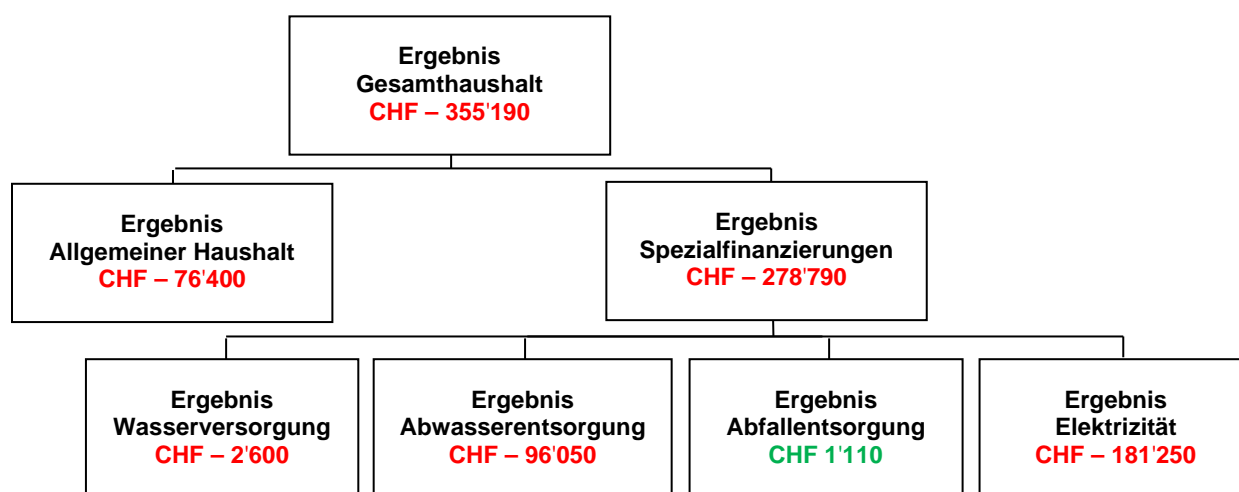 Ergebnis
Gesamthaushalt
CHF – 355'190
Ergebnis
Allgemeiner Haushalt
CHF – 76'400
Ergebnis
Spezialfinanzierungen
CHF – 278'790
Ergebnis
Wasserversorgung
CHF – 2'600
Ergebnis
Abwasserentsorgung
CHF – 96'050
Ergebnis
Abfallentsorgung
CHF 1'110
Ergebnis
Elektrizität
CHF – 181'250